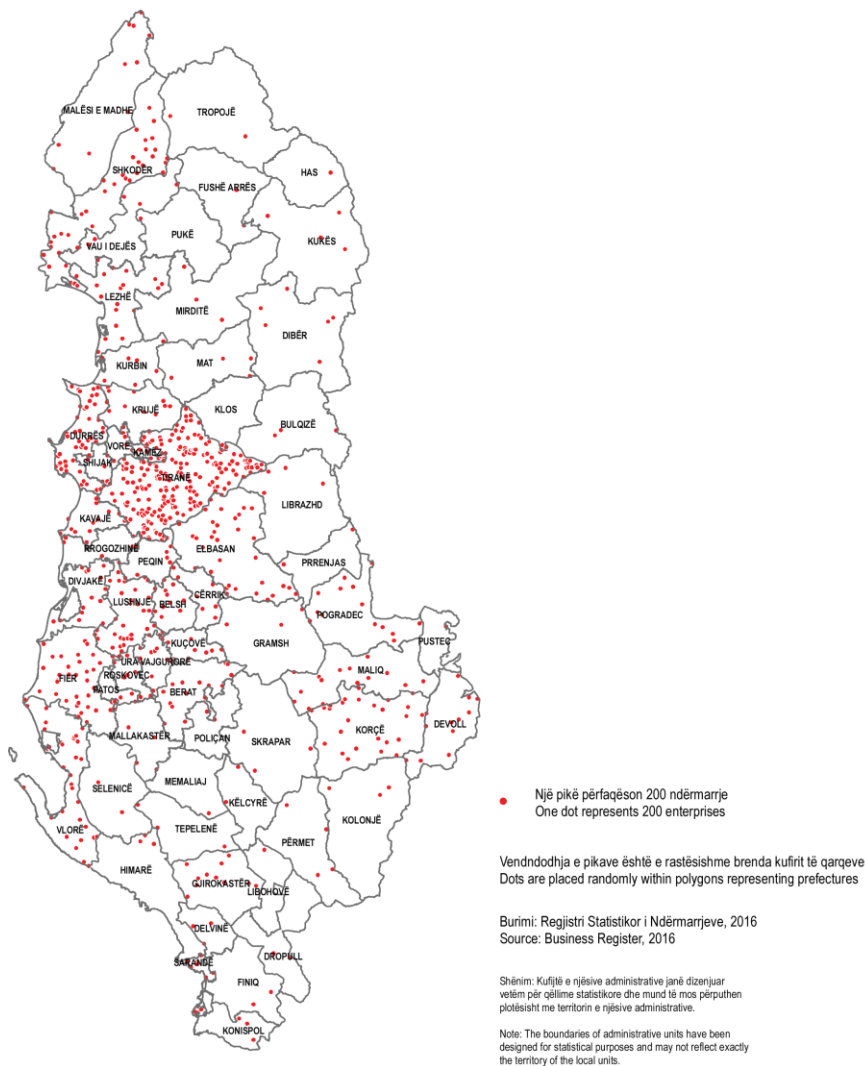 MALËSI E MADHE
TROPOJË
SHKODËR
HAS
FUSHË ARRËS
PUKË
KUKËS
VAU I DEJËS
LEZHË
MIRDITË
DIBËR
KURBIN
MAT
KRUJË
KLOS
BULQIZË
DURRËS
VORË
KAMËZ
SHIJAK
TIRANË
LIBRAZHD
KAVAJË
RROGOZHINË
ELBASAN
PEQIN
PRRENJAS
DIVJAKË
CËRRIK
LUSHNJË
BELSH
POGRADEC
KUÇOVË
GRAMSH
PUSTEC
URA VAJGURORË
MALIQ
FIER
ROSKOVEC
PATOS
BERAT
DEVOLL
KORÇË
MALLAKASTËR
POLIÇAN
SKRAPAR
MEMALIAJ
SELENICË
KËLCYRË
KOLONJË
VLORË
TEPELENË
PËRMET
HIMARË
GJIROKASTËR
LIBOHOVË
DELVINË
DROPULL
SARANDË
FINIQ
KONISPOL
Një pikë përfaqëson 200 ndërmarrje
One dot represents 200 enterprises
Vendndodhja e pikave është e rastësishme brenda kufirit të qarqeve
Dots are placed randomly within polygons representing prefectures
Burimi: Regjistri Statistikor i Ndërmarrjeve, 2016
Source: Business Register, 2016
Shënim: Kufijtë e njësive administrative janë dizenjuar
vetëm për qëllime statistikore dhe mund të mos përputhen
plotësisht me territorin e njësive administrative.
Note: The boundaries of administrative units have been
designed for statistical purposes and may not reflect exactly
the territory of the local units.